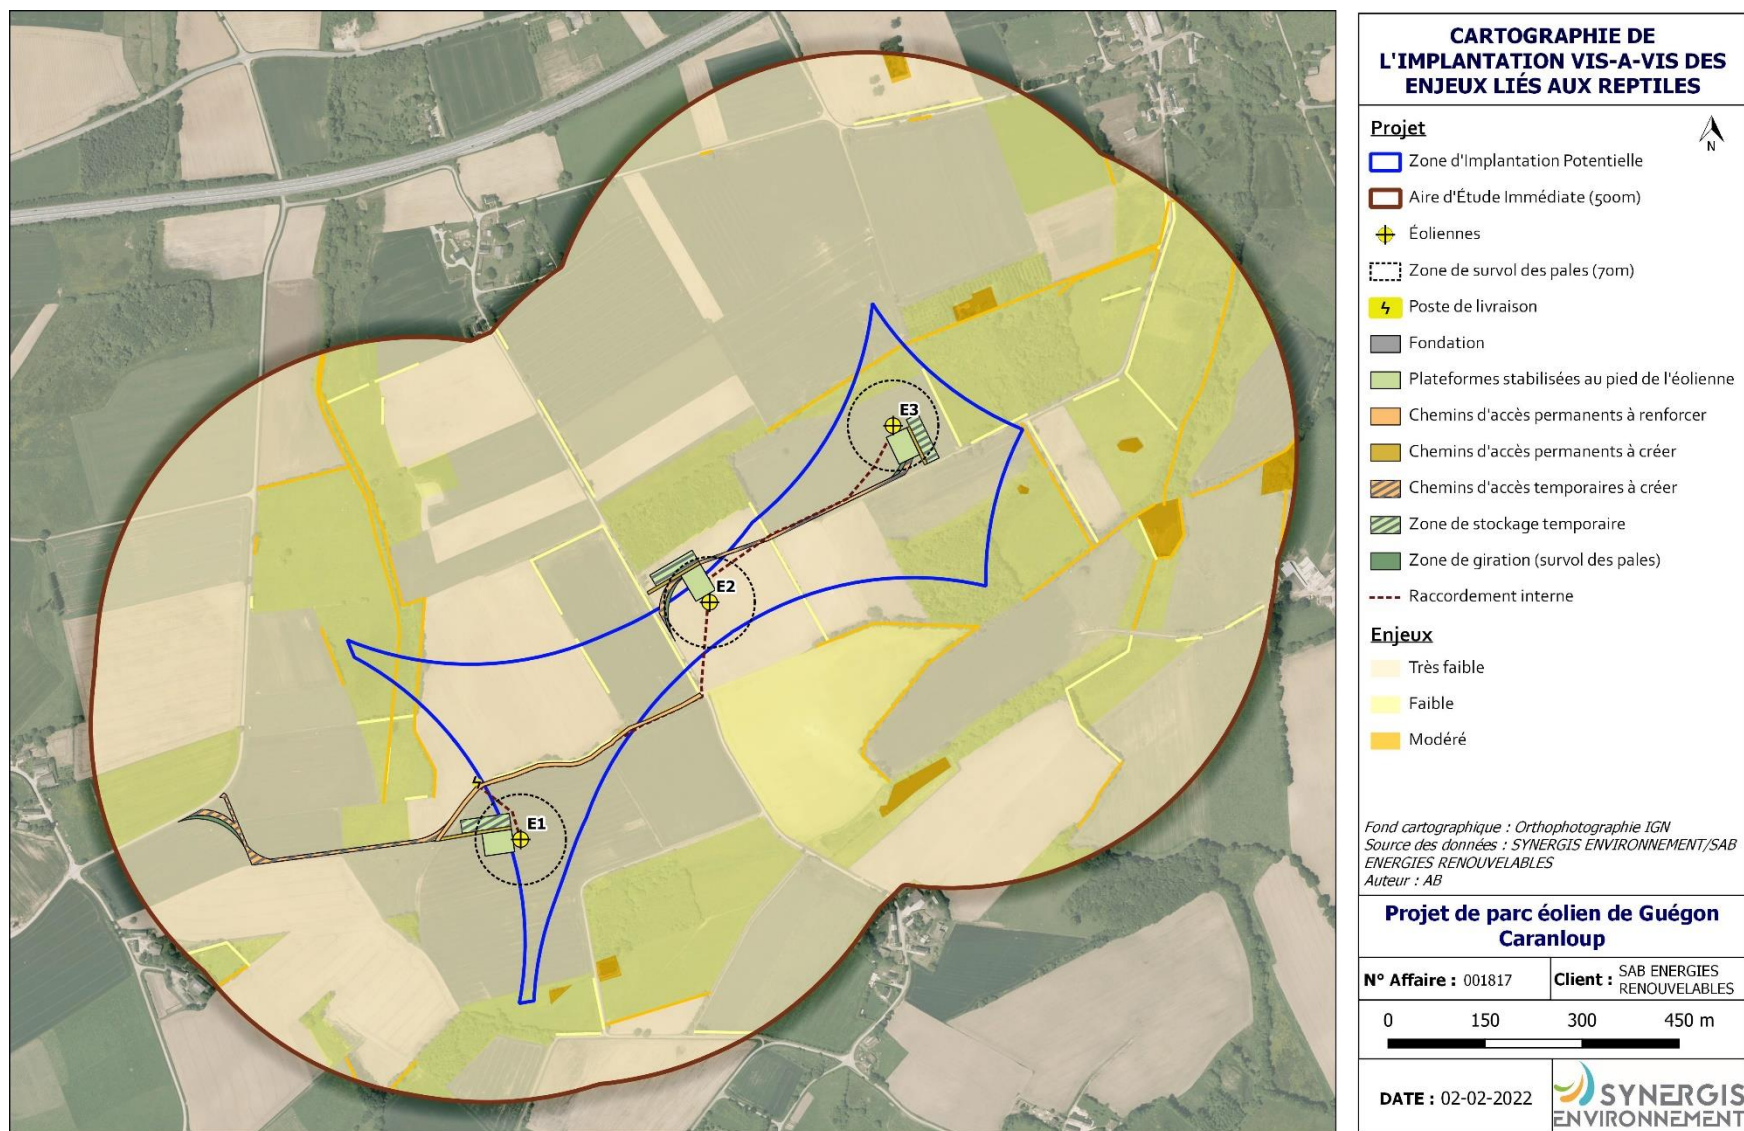 CARTOGRAPHIE DE
L'IMPLANTATION VIS-A-VIS DES
ENJEUX LIÉS AUX REPTILES
Projet
N
Zone d'Implantation Potentielle
Aire d'Étude Immédiate (500m)
Éoliennes
Zone de survol des pales (70m)
Poste de livraison
Fondation
Plateformes stabilisées au pied de l'éolienne
Chemins d'accès permanents à renforcer
Chemins d'accès permanents à créer
Chemins d'accès temporaires à créer
Zone de stockage temporaire
Zone de giration (survol des pales)
Raccordement interne
Enjeux
Très faible
Faible
Modéré
Fond cartographique : Orthophotographie IGN
Source des données : SYNERGIS ENVIRONNEMENT/SAB
ENERGIES RENOUVELABLES
Auteur : AB
Projet de parc éolien de Guégon
Caranloup
N° Affaire : 001817
Client : SAB ENERGIES
RENOUVELABLES
0 150 300 450 m
DATE : 02-02-2022
SYNERGIS
ENVIRONNEMENT
E3
E2
E1